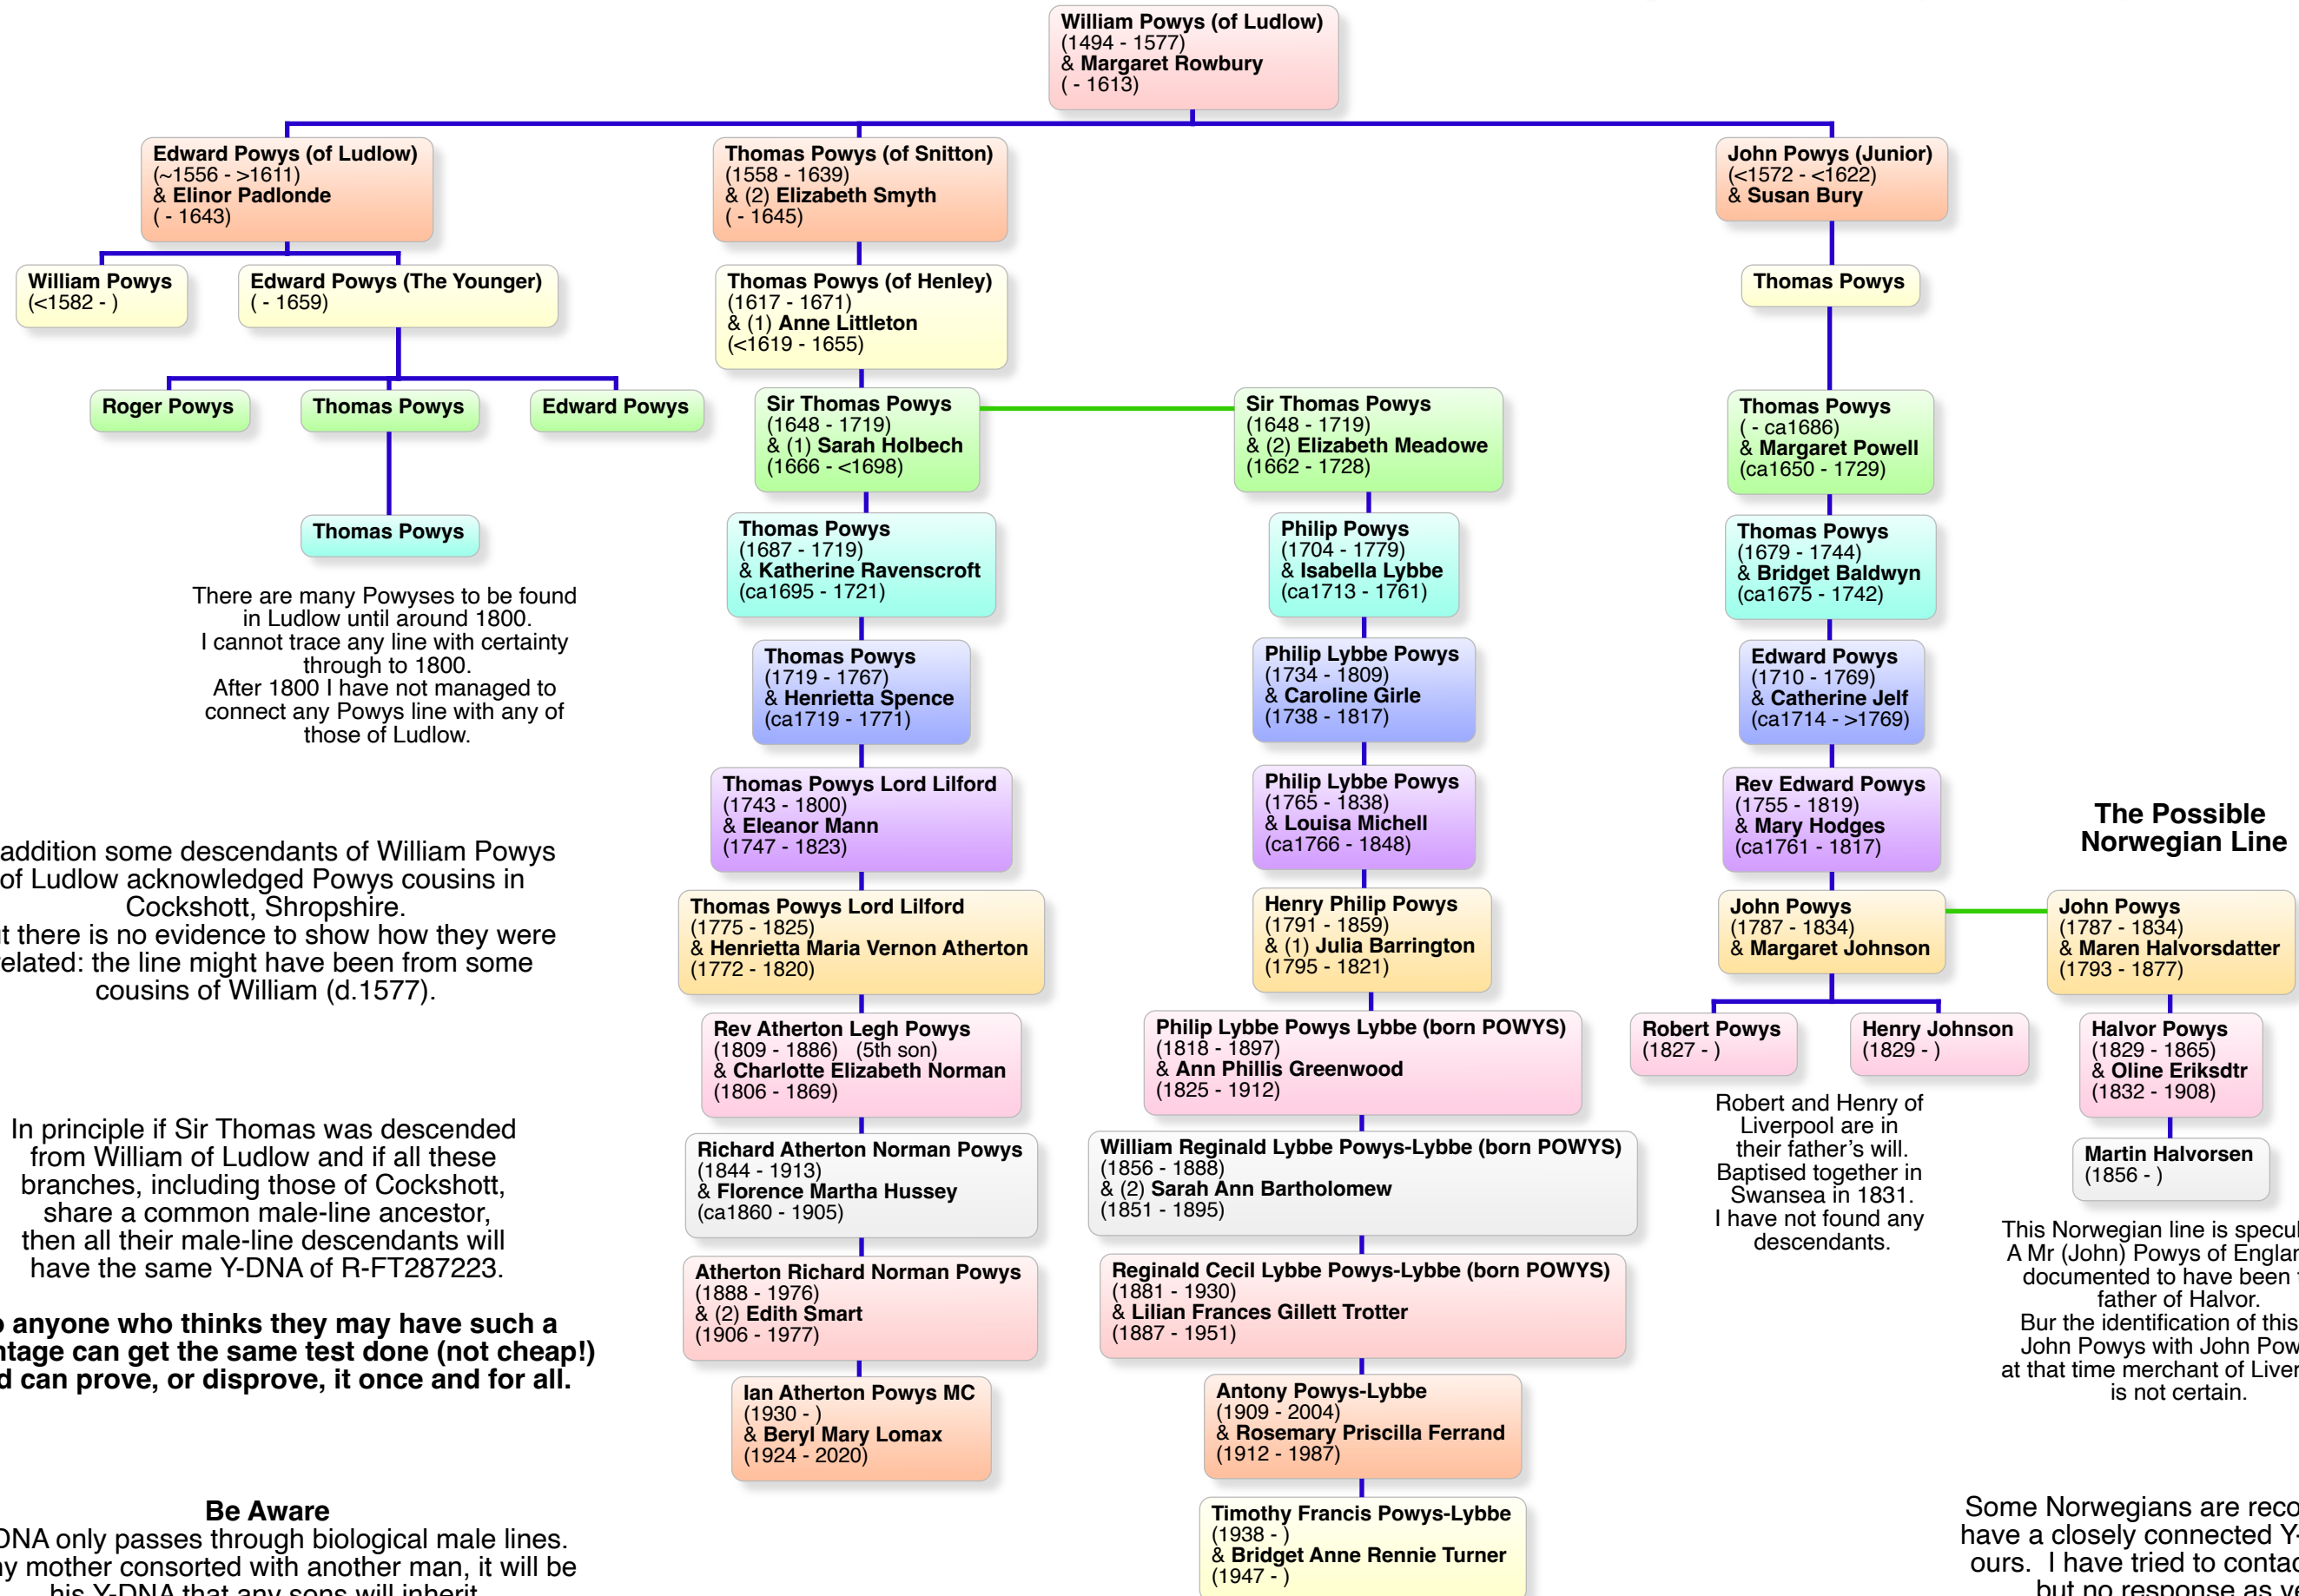 William Powys (of Ludlow)
(1494 - 1577)
& Margaret Rowbury
( - 1613)
Edward Powys (of Ludlow)
(~1556 - >1611)
& Elinor Padlonde
( - 1643)
Thomas Powys (of Snitton)
(1558 - 1639)
& (2) Elizabeth Smyth
( - 1645)
John Powys (Junior)
(<1572 - <1622)
& Susan Bury
William Powys
(<1582 - )
Edward Powys (The Younger)
( - 1659)
Thomas Powys (of Henley)
(1617 - 1671)
& (1) Anne Littleton
(<1619 - 1655)
Thomas Powys
Roger Powys
Thomas Powys
Edward Powys
Sir Thomas Powys
(1648 - 1719)
& (1) Sarah Holbech
(1666 - <1698)
Sir Thomas Powys
(1648 - 1719)
& (2) Elizabeth Meadowe
(1662 - 1728)
Thomas Powys
( - ca1686)
& Margaret Powell
(ca1650 - 1729)
Thomas Powys
Thomas Powys
(1687 - 1719)
& Katherine Ravenscroft
(ca1695 - 1721)
Philip Powys
(1704 - 1779)
& Isabella Lybbe
(ca1713 - 1761)
Thomas Powys
(1679 - 1744)
& Bridget Baldwyn
(ca1675 - 1742)
There are many Powyses to be found
in Ludlow until around 1800.
I cannot trace any line with certainty
through to 1800.
After 1800 I have not managed to
connect any Powys line with any of
those of Ludlow.
Thomas Powys
(1719 - 1767)
& Henrietta Spence
(ca1719 - 1771)
Philip Lybbe Powys
(1734 - 1809)
& Caroline Girle
(1738 - 1817)
Edward Powys
(1710 - 1769)
& Catherine Jelf
(ca1714 - >1769)
Thomas Powys Lord Lilford
(1743 - 1800)
& Eleanor Mann
(1747 - 1823)
Philip Lybbe Powys
(1765 - 1838)
& Louisa Michell
(ca1766 - 1848)
Rev Edward Powys
(1755 - 1819)
& Mary Hodges
(ca1761 - 1817)
The Possible
Norwegian Line
addition some descendants of William Powys
of Ludlow acknowledged Powys cousins in
Cockshott, Shropshire.
t there is no evidence to show how they were
elated: the line might have been from some
cousins of William (d.1577).
Thomas Powys Lord Lilford
(1775 - 1825)
& Henrietta Maria Vernon Atherton
(1772 - 1820)
Henry Philip Powys
(1791 - 1859)
& (1) Julia Barrington
(1795 - 1821)
John Powys
(1787 - 1834)
& Margaret Johnson
John Powys
(1787 - 1834)
& Maren Halvorsdatter
(1793 - 1877)
Rev Atherton Legh Powys
(1809 - 1886) (5th son)
& Charlotte Elizabeth Norman
(1806 - 1869)
Philip Lybbe Powys Lybbe (born POWYS)
(1818 - 1897)
& Ann Phillis Greenwood
(1825 - 1912)
Robert Powys
(1827 - )
Henry Johnson
(1829 - )
Halvor Powys
(1829 - 1865)
& Oline Eriksdtr
(1832 - 1908)
Robert and Henry of
Liverpool are in
their father's will.
Baptised together in
Swansea in 1831.
I have not found any
descendants.
In principle if Sir Thomas was descended
from William of Ludlow and if all these
branches, including those of Cockshott,
share a common male-line ancestor,
then all their male-line descendants will
have the same Y-DNA of R-FT287223.
Richard Atherton Norman Powys
(1844 - 1913)
& Florence Martha Hussey
(ca1860 - 1905)
William Reginald Lybbe Powys-Lybbe (born POWYS)
(1856 - 1888)
& (2) Sarah Ann Bartholomew
(1851 - 1895)
Martin Halvorsen
(1856 - )
This Norwegian line is specul
A Mr (John) Powys of Englan
documented to have been t
father of Halvor.
Bur the identification of this
John Powys with John Pow
at that time merchant of Liver
is not certain.
o anyone who thinks they may have such a
ntage can get the same test done (not cheap!)
d can prove, or disprove, it once and for all.
Atherton Richard Norman Powys
(1888 - 1976)
& (2) Edith Smart
(1906 - 1977)
Reginald Cecil Lybbe Powys-Lybbe (born POWYS)
(1881 - 1930)
& Lilian Frances Gillett Trotter
(1887 - 1951)
Ian Atherton Powys MC
(1930 - )
& Beryl Mary Lomax
(1924 - 2020)
Antony Powys-Lybbe
(1909 - 2004)
& Rosemary Priscilla Ferrand
(1912 - 1987)
Be Aware
DNA only passes through biological male lines.
ny mother consorted with another man, it will be
his Y-DNA that any sons will inherit
Timothy Francis Powys-Lybbe
(1938 - )
& Bridget Anne Rennie Turner
(1947 - )
Some Norwegians are reco
have a closely connected Y-
ours. I have tried to contac
but no response as ye